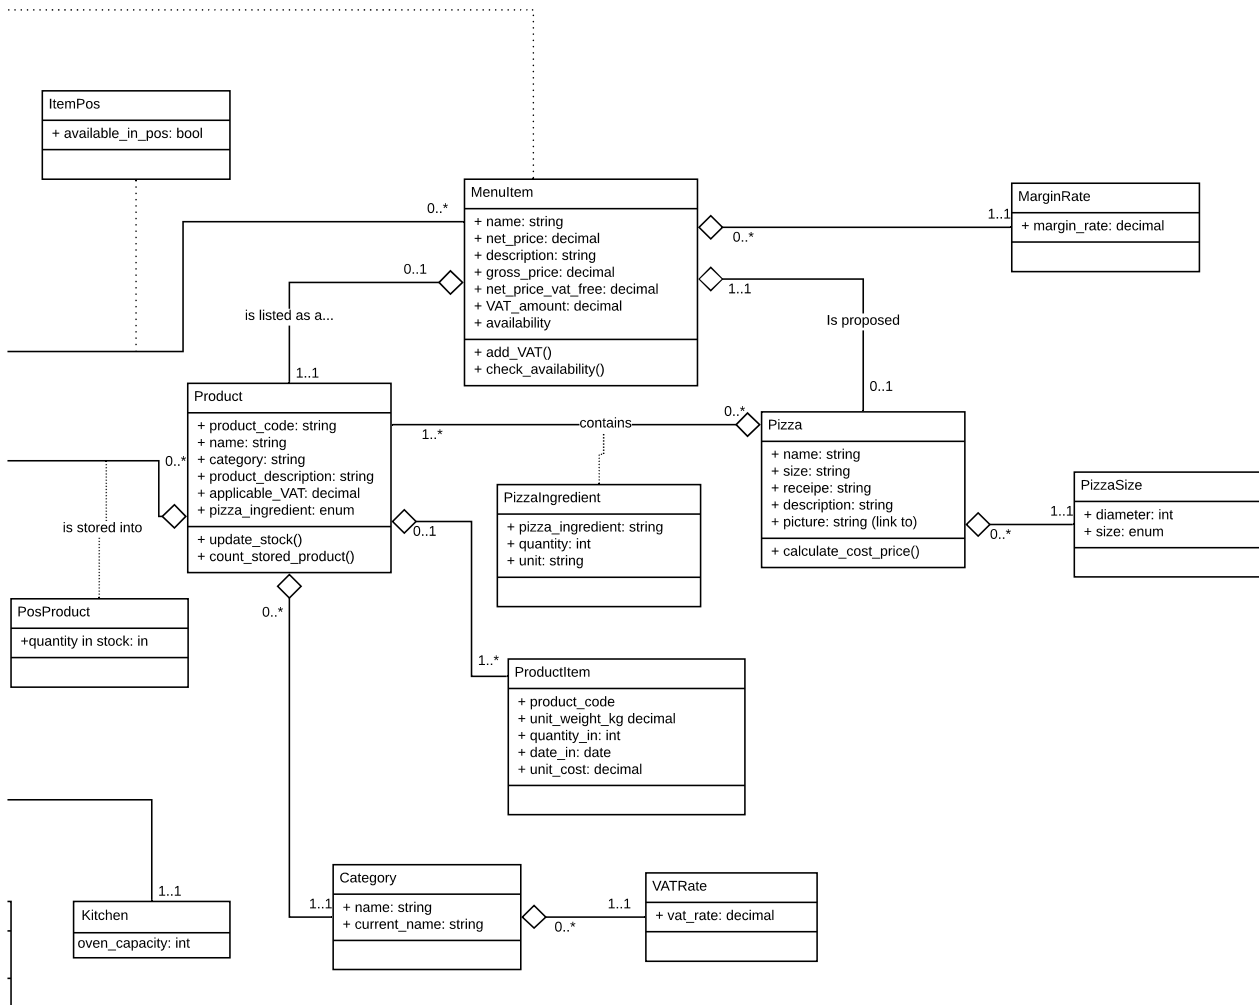 ItemPos
+ available_in_pos: bool
MenuItem
+ name: string
+ net_price: decimal
+ description: string
+ gross_price: decimal
+ net_price_vat_free: decimal
+ VAT_amount: decimal
+ availability
+ add_VAT()
+ check_availability()
MarginRate
+ margin_rate: decimal
0..*
0..*
1..1
0..1
1..1
is listed as a...
Is proposed
1..1
0..1
Product
+ product_code: string
+ name: string
+ category: string
+ product_description: string
+ applicable_VAT: decimal
+ pizza_ingredient: enum
+ update_stock()
+ count_stored_product()
1..*
contains
0..*
Pizza
+ name: string
+ size: string
+ receipe: string
+ description: string
+ picture: string (link to)
+ calculate_cost_price()
PizzaIngredient
+ pizza_ingredient: string
+ quantity: int
+ unit: string
PizzaSize
+ diameter: int
+ size: enum
1..1
0..*
0..*
is stored into
0..1
PosProduct
+quantity in stock: in
0..*
1..*
ProductItem
+ product_code
+ unit_weight_kg decimal
+ quantity_in: int
+ date_in: date
+ unit_cost: decimal
1..1
Kitchen
oven_capacity: int
1..1
Category
+ name: string
+ current_name: string
0..*
1..1
VATRate
+ vat_rate: decimal